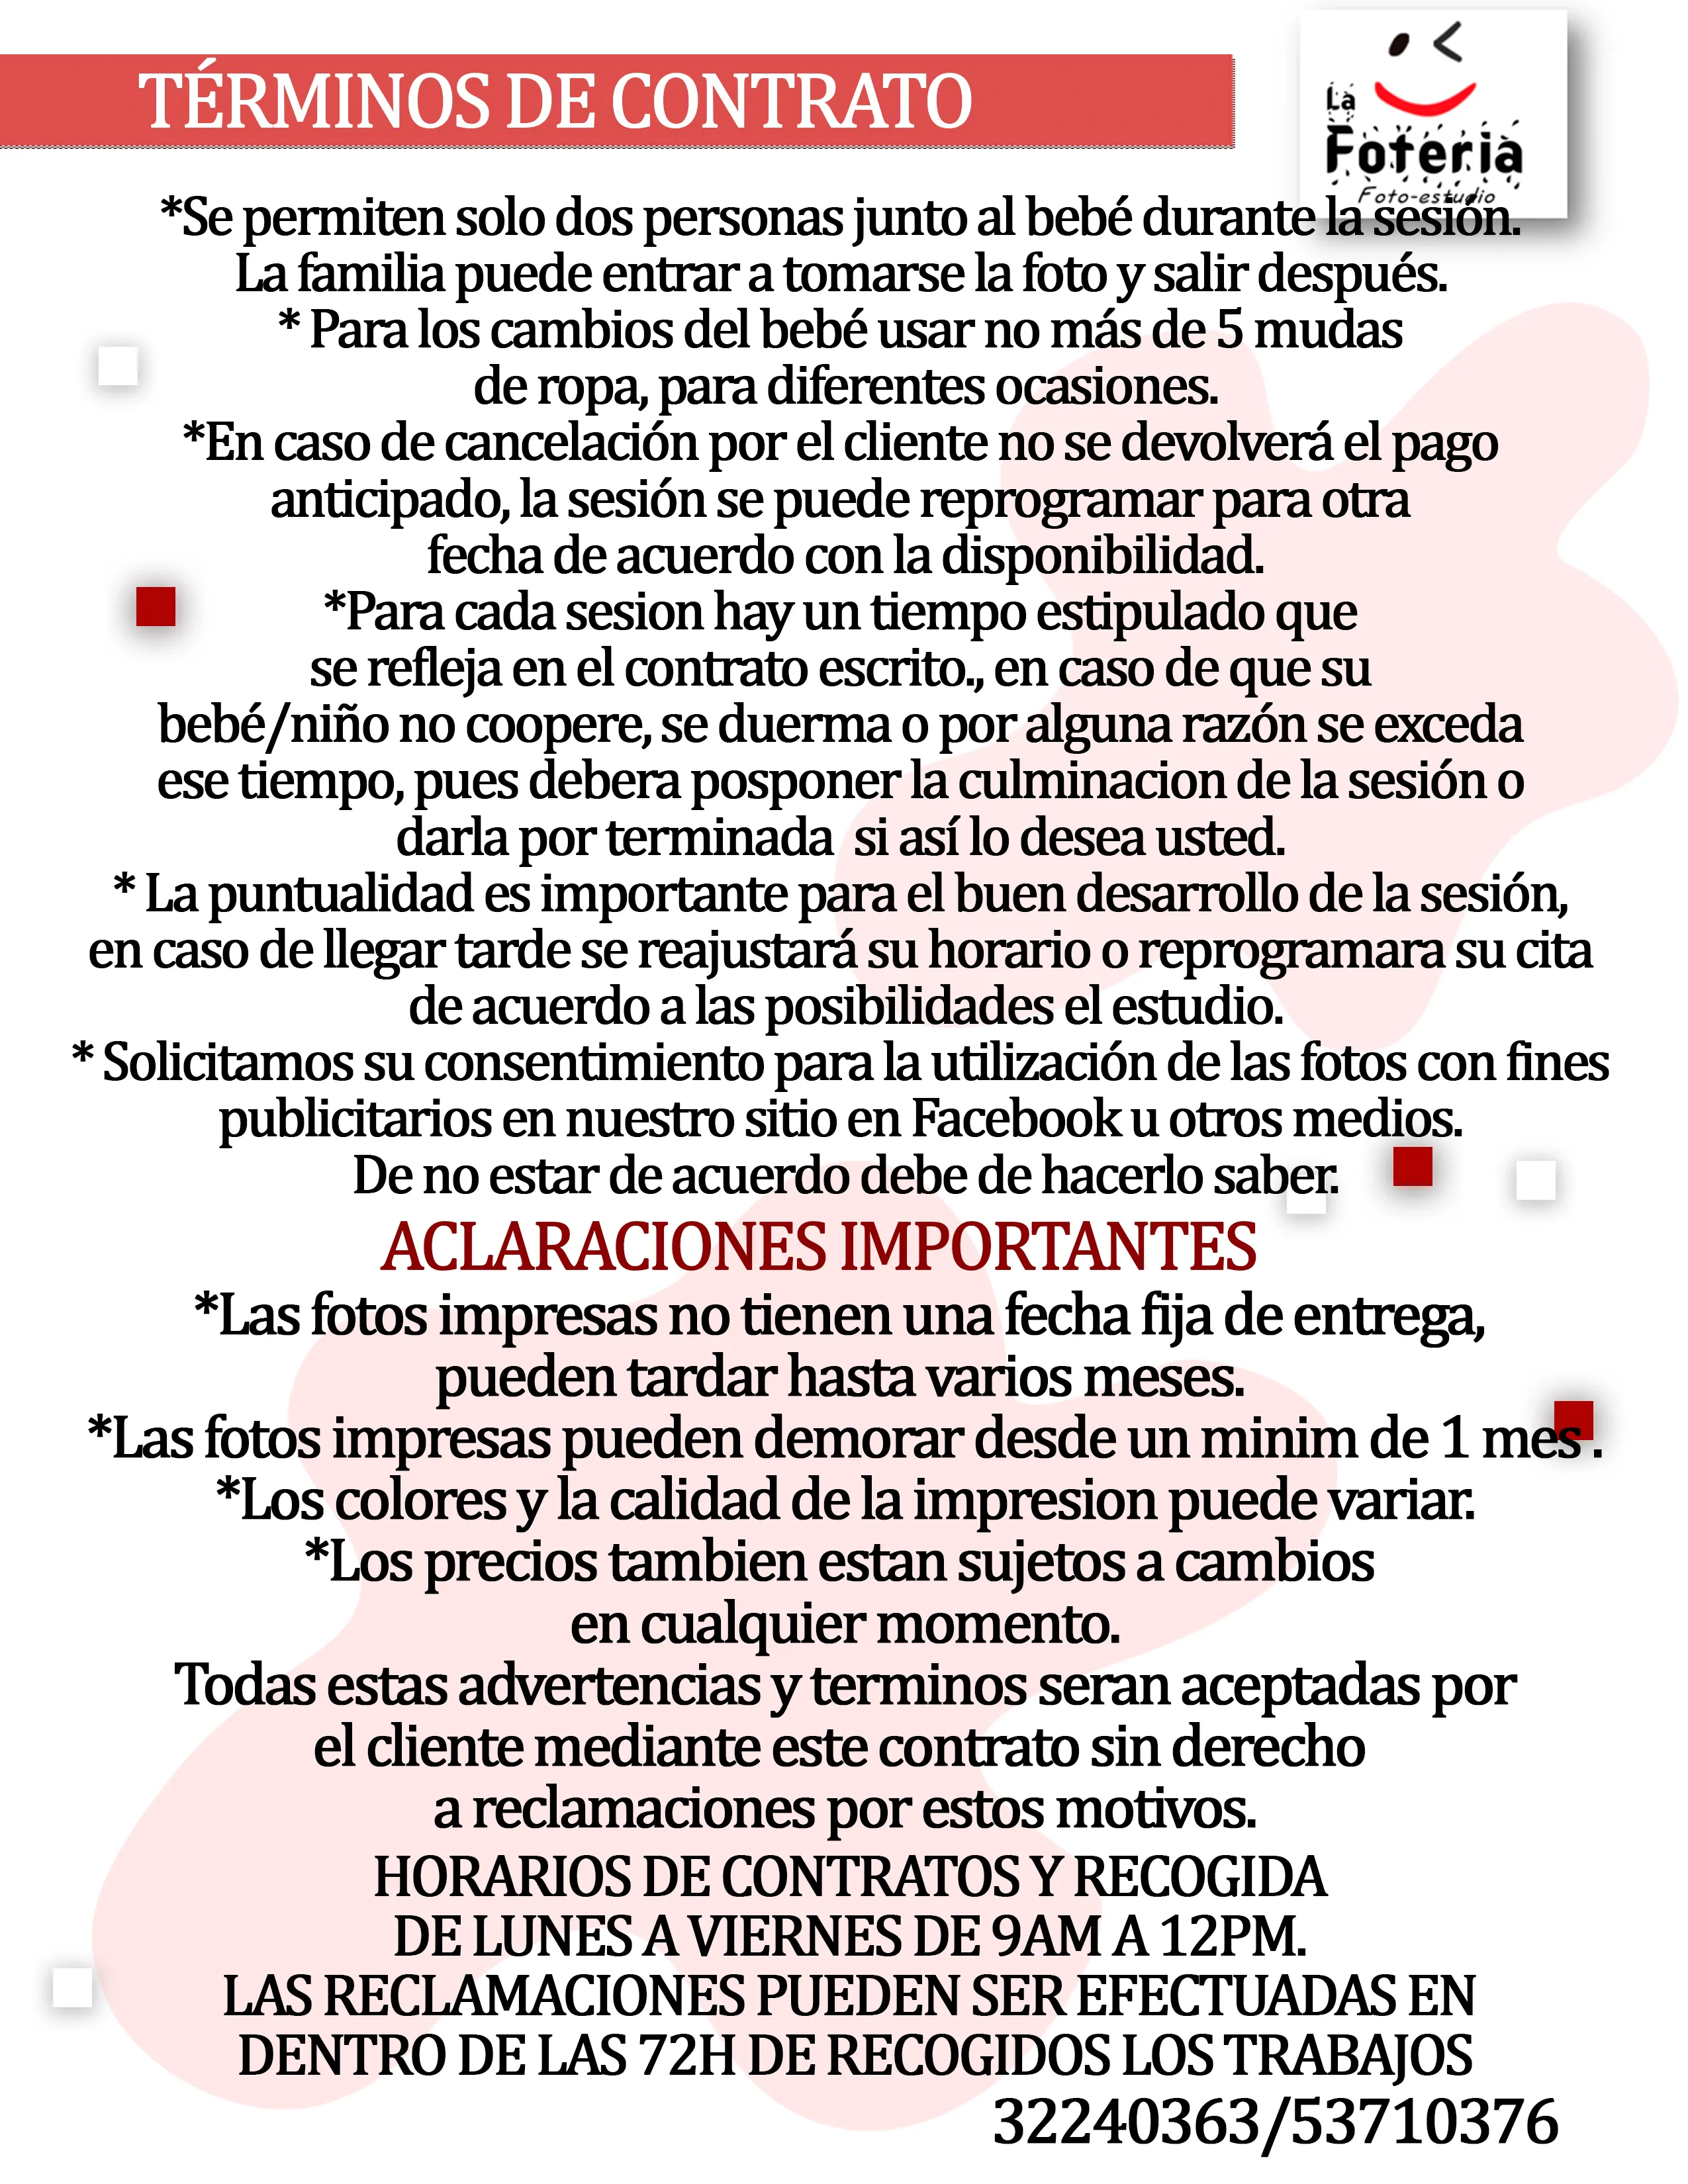 TÉRMINOS DE CONTRATO
La
Foteria
Foto-estudio
*Se permiten solo dos personas junto al bebé durante la sesión.
La familia puede entrar a tomarse la foto y salir después.
* Para los cambios del bebé usar no más de 5 mudas
de ropa, para diferentes ocasiones.
*En caso de cancelación por el cliente no se devolverá el pago
anticipado, la sesión se puede reprogramar para otra
fecha de acuerdo con la disponibilidad.
*Para cada sesion hay un tiempo estipulado que
se refleja en el contrato escrito., en caso de que su
bebé/niño no coopere, se duerma o por alguna razón se exceda
ese tiempo, pues debera posponer la culminacion de la sesión o
darla por terminada  si así lo desea usted.
* La puntualidad es importante para el buen desarrollo de la sesión,
en caso de llegar tarde se reajustará su horario o reprogramara su cita
de acuerdo a las posibilidades el estudio.
* Solicitamos su consentimiento para la utilización de las fotos con fines
publicitarios en nuestro sitio en Facebook u otros medios.
De no estar de acuerdo debe de hacerlo saber.
ACLARACIONES IMPORTANTES
*Las fotos impresas no tienen una fecha fija de entrega,
pueden tardar hasta varios meses.
*Las fotos impresas pueden demorar desde un minim de 1 mes .
*Los colores y la calidad de la impresion puede variar.
*Los precios tambien estan sujetos a cambios
en cualquier momento.
Todas estas advertencias y terminos seran aceptadas por
el cliente mediante este contrato sin derecho
a reclamaciones por estos motivos.
HORARIOS DE CONTRATOS Y RECOGIDA
DE LUNES A VIERNES DE 9AM A 12PM.
LAS RECLAMACIONES PUEDEN SER EFECTUADAS EN
DENTRO DE LAS 72H DE RECOGIDOS LOS TRABAJOS
32240363/53710376